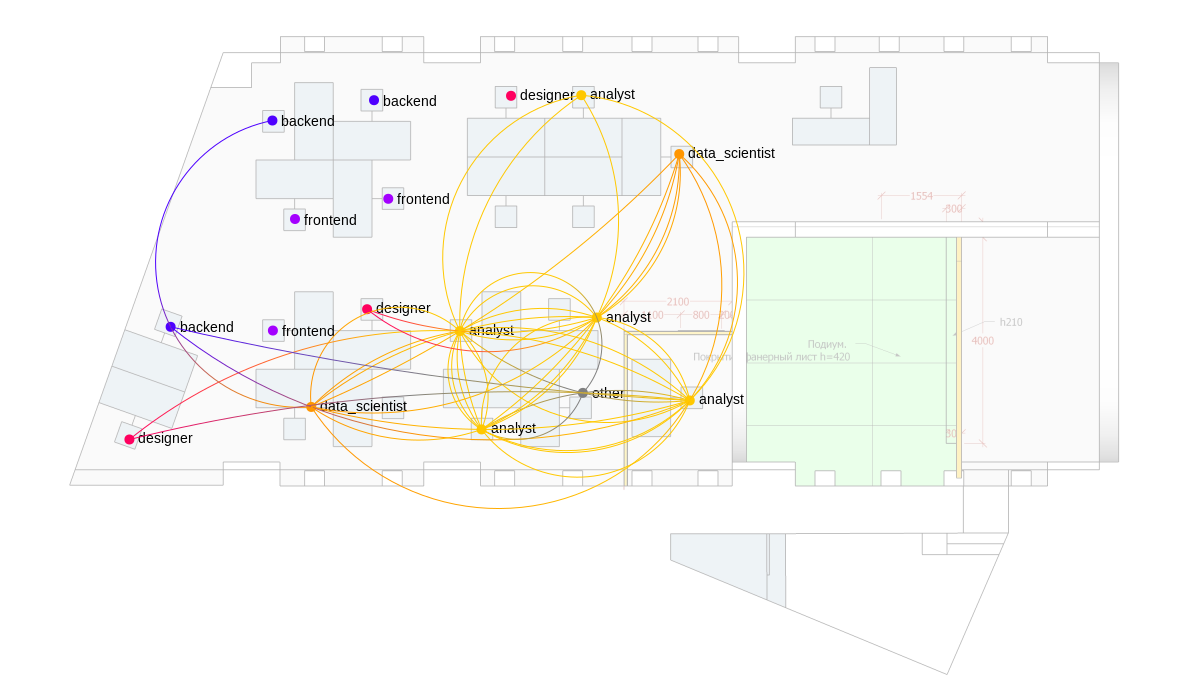 designer
analyst
backend
backend
data_scientist
1554
300
frontend
frontend
2100
designer
analyst
800
h210
backend
frontend
analyst
4000
Подиум.
фанерный лист h=420
other
analyst
data_scientist
analyst
designer
30